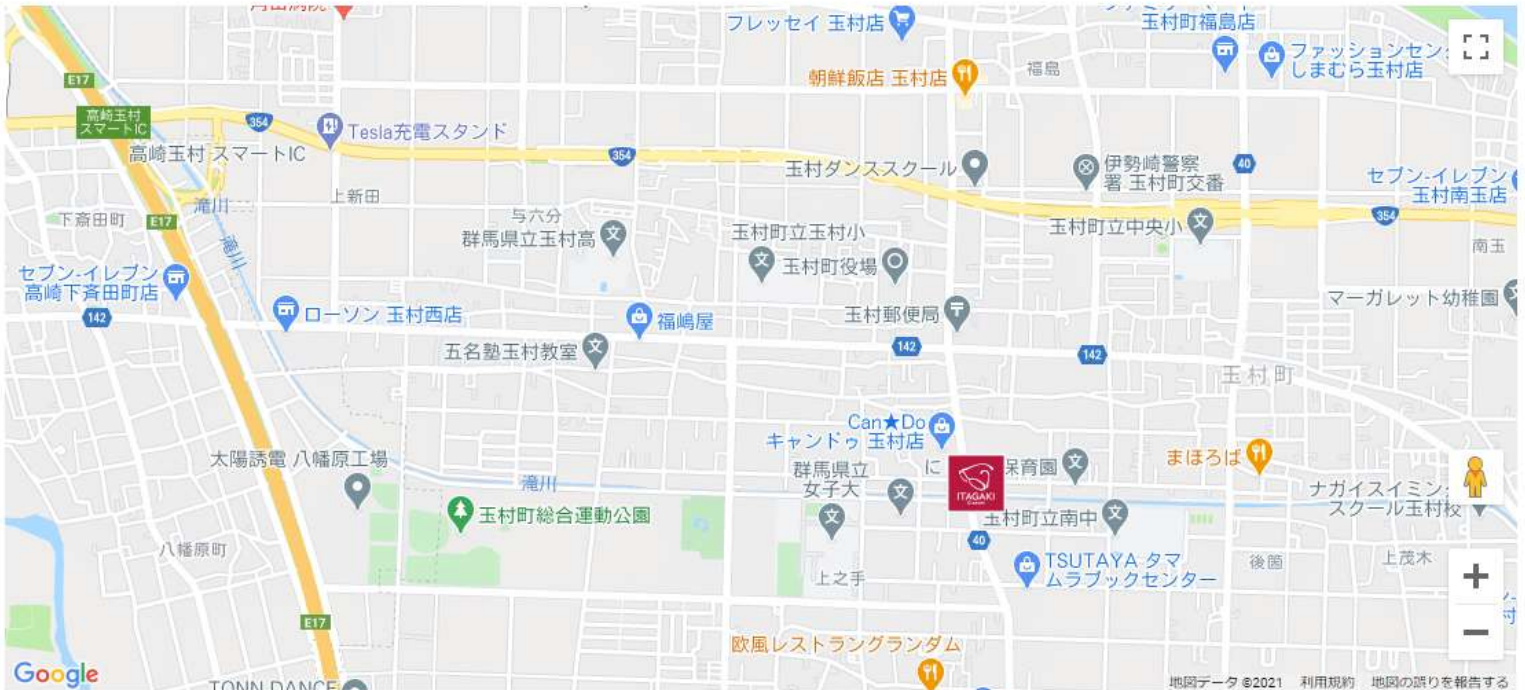 角田病院
フレッセイ 玉村店
玉村町福島店
ファッションセン
しまむら玉村店
朝鮮飯店 玉村店
福島
E17
高崎玉村
スマートIC
354
Tesla充電スタンド
高崎玉村 スマートIC
354
玉村ダンススクール
伊勢崎警察
署 玉村町交番
40
セブン-イレブン
玉村南玉店
上新田
滝川
下斎田町
E17
滝川
与六分
群馬県立玉村高
玉村町立玉村小
玉村町役場
玉村町立中央小
354
南玉
セブン-イレブン
高崎下斉田町店
142
ローソン 玉村西店
福嶋屋
玉村郵便局
マーガレット幼稚園
五名塾玉村教室
142
142
玉村町
Can★Do
キャンドゥ 玉村店
太陽誘電 八幡原工場
群馬県立
女子大
に
保育園
ITAGAKI
まほろば
滝川
玉村町総合運動公園
玉村町立南中
ナガイスイミング
スクール玉村校
八幡原町
40
TSUTAYA タマ
ムラブックセンター
上之手
後箇
上茂木
E17
欧風レストラングランダム
Google
TONN DANCE
地図データ ©2021 利用規約 地図の誤りを報告する